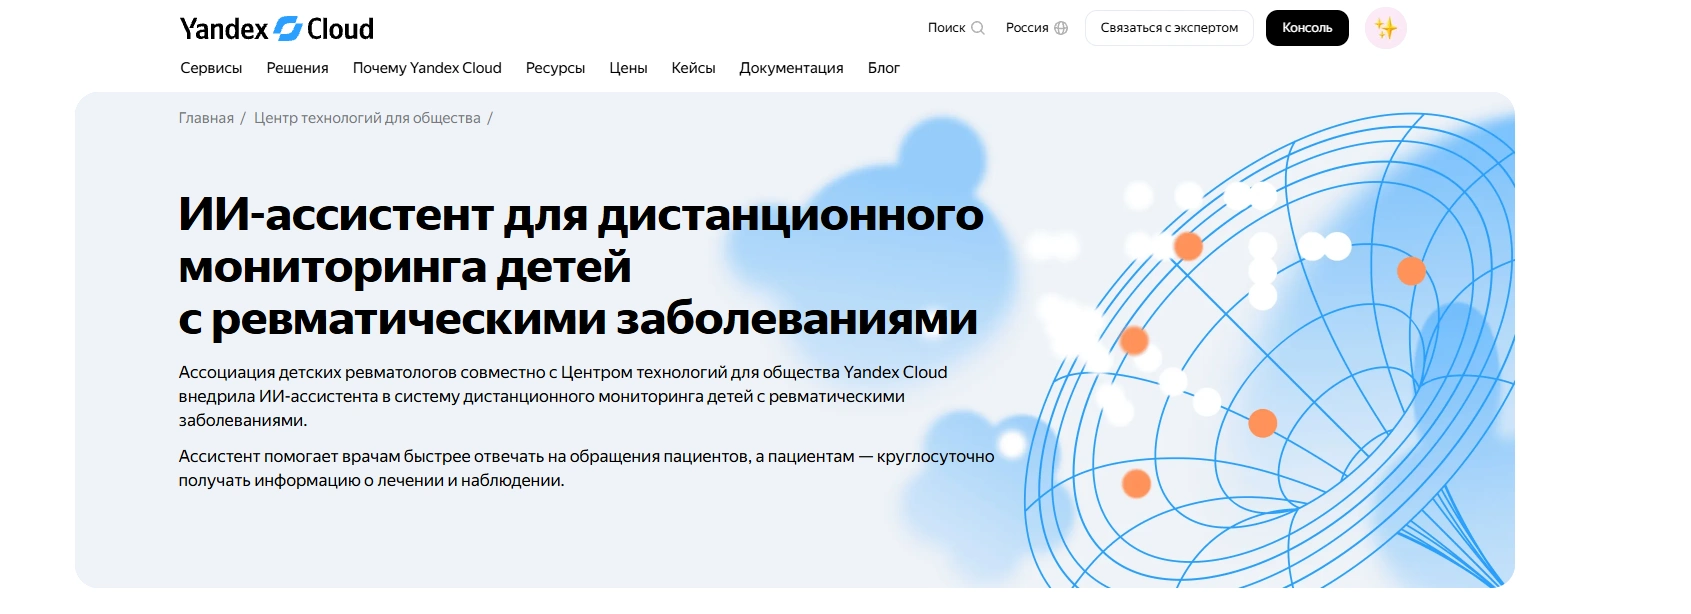 Yandex Cloud
Поиск Россия Связаться с экспертом Консоль
Сервисы Решения Почему Yandex Cloud Ресурсы Цены Кейсы Документация Блог
Главная / Центр технологий для общества /
ИИ-ассистент для дистанционного
мониторинга детей
с ревматическими заболеваниями
Ассоциация детских ревматологов совместно с Центром технологий для общества Yandex Cloud
внедрила ИИ-ассистента в систему дистанционного мониторинга детей с ревматическими
заболеваниями.
Ассистент помогает врачам быстрее отвечать на обращения пациентов, а пациентам — круглосуточно
получать информацию о лечении и наблюдении.